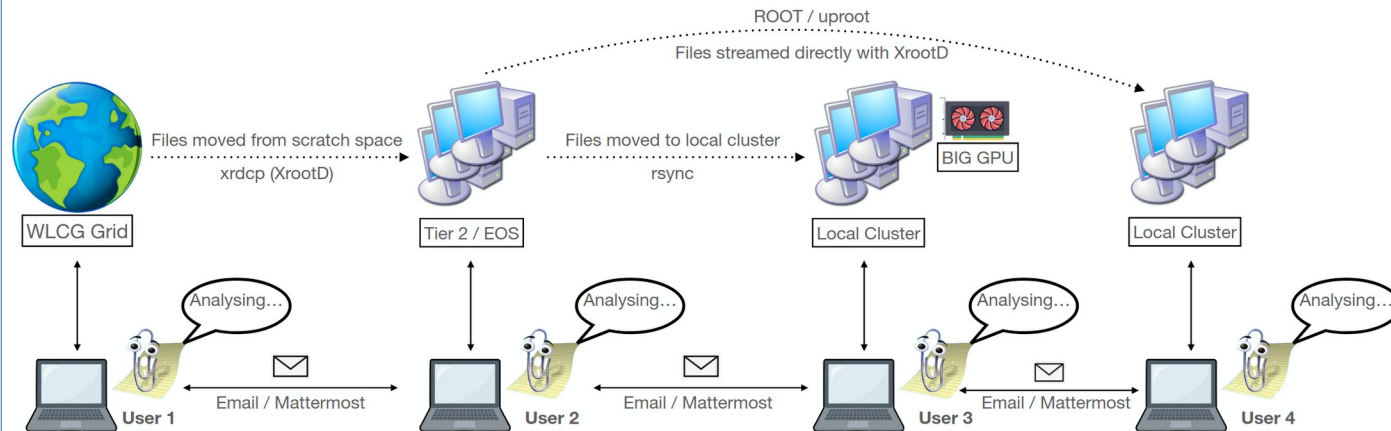 ROOT / uproot
Files streamed directly with XrootD
Files moved from scratch space
xrdcp (XrootD)
Files moved to local cluster
rsync
BIG GPU
WLCG Grid
Tier 2 / EOS
Local Cluster
Local Cluster
Analysing...
Analysing...
Analysing...
Analysing...
Email / Mattermost
Email / Mattermost
Email / Mattermost
User 1
User 2
User 3
User 4